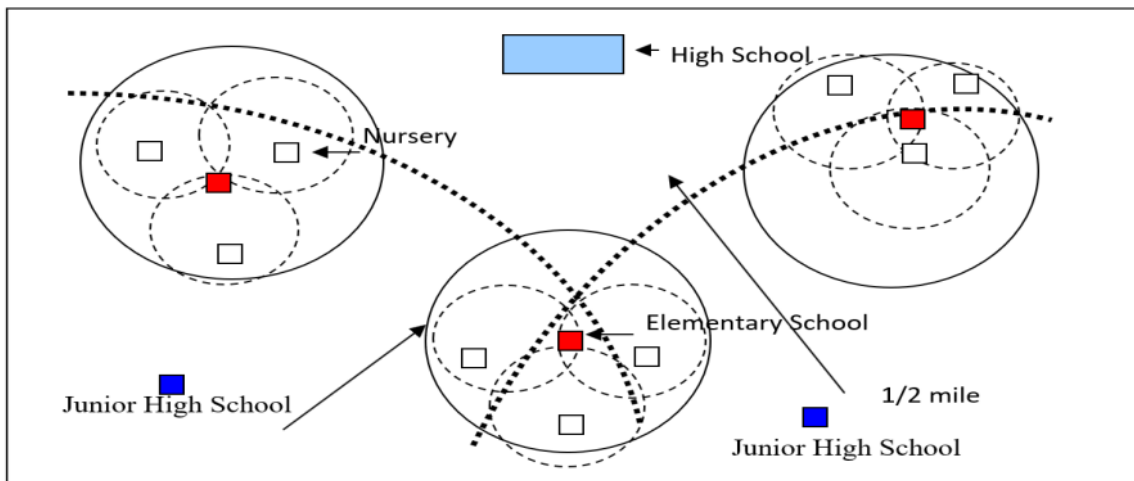 High School
Nursery
Elementary School
1/2 mile
Junior High School
Junior High School